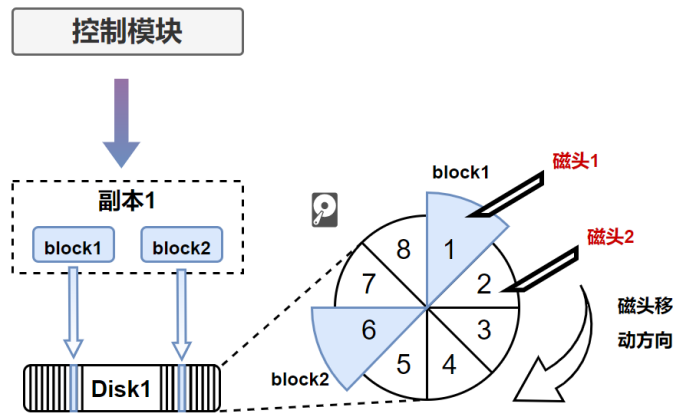 控制模块
副本1
block1
block2
Disk1
block1
磁头1
磁头2
8
1
7
2
6
3
5
4
block2
磁头移
动方向